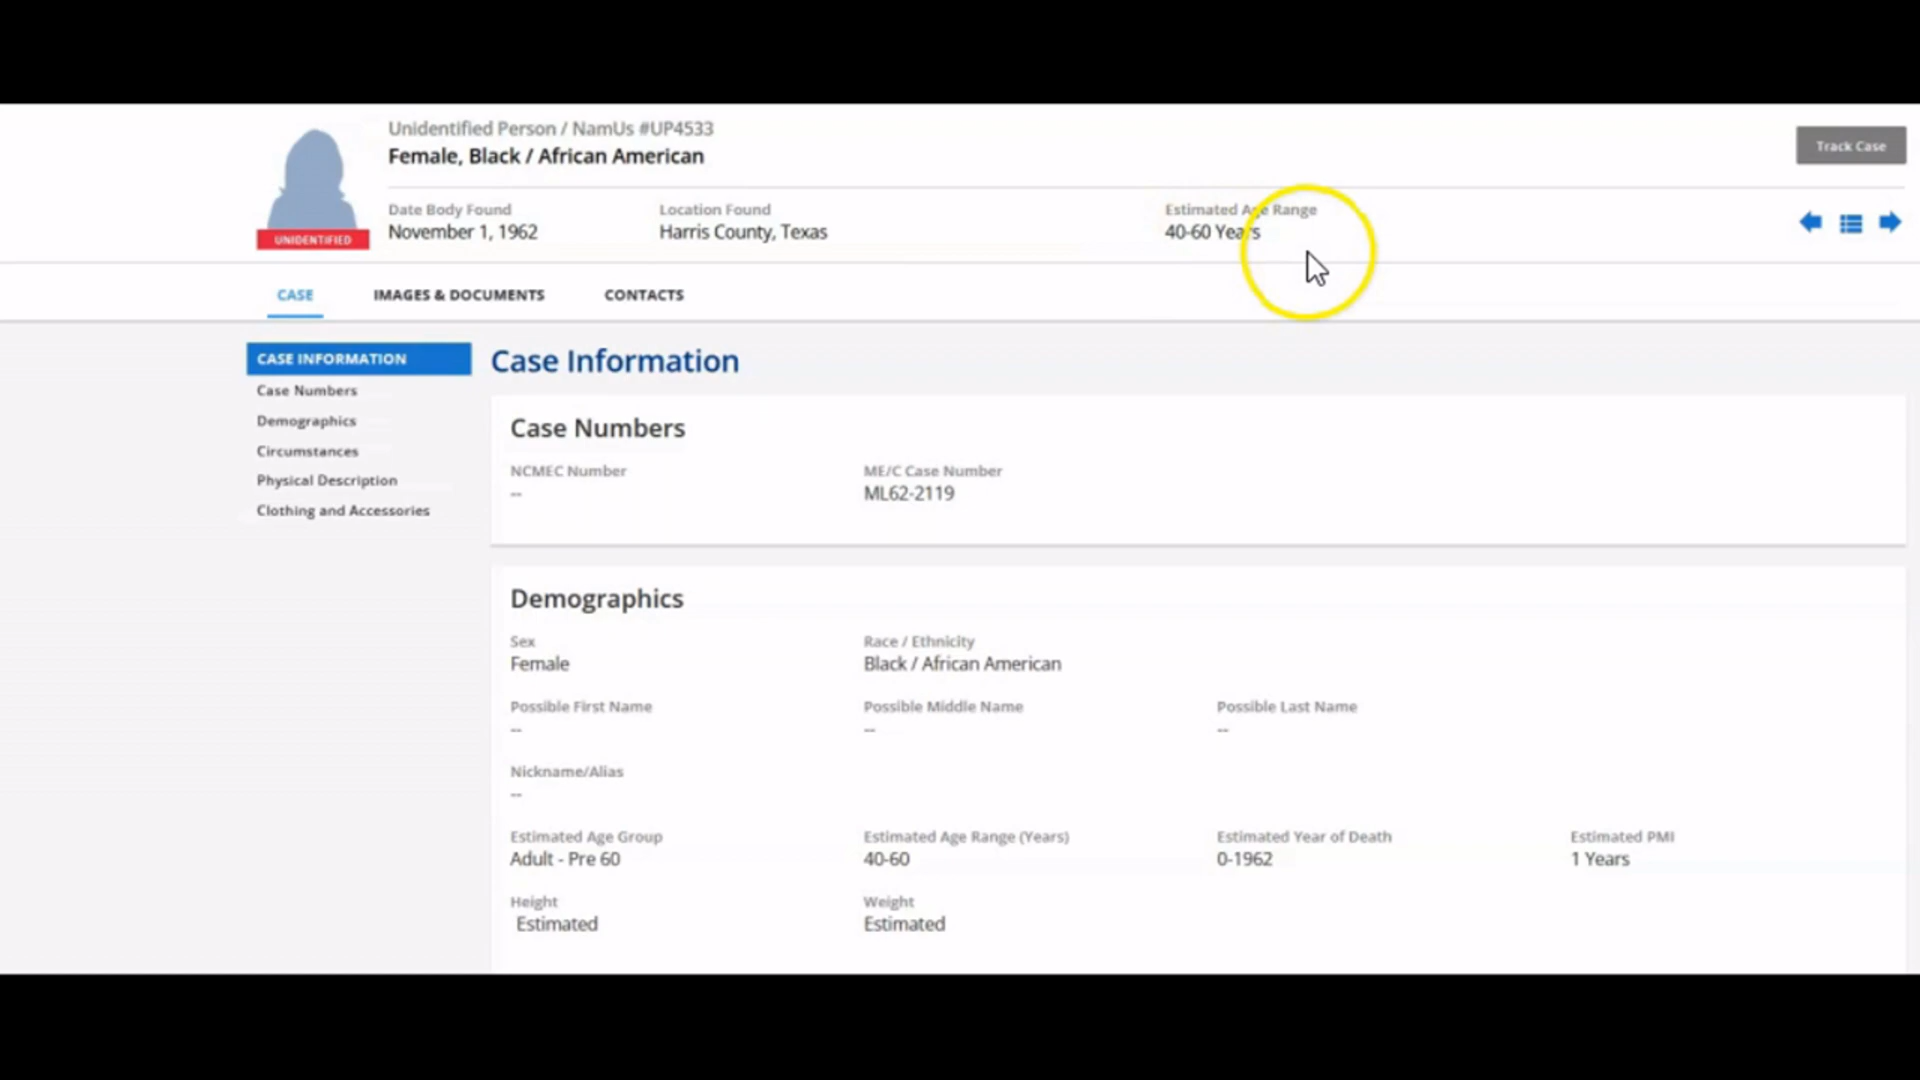 Unidentified Person / NamUs #UP4533
Female, Black / African American
Track Case
UNIDENTIFIED
Date Body Found
November 1, 1962
Location Found
Harris County, Texas
Estimated Age Range
40-60 Years
CASE
IMAGES & DOCUMENTS
CONTACTS
CASE INFORMATION
Case Numbers
Demographics
Circumstances
Physical Description
Clothing and Accessories
Case Information
Case Numbers
NCMEC Number
--
ME/C Case Number
ML62-2119
Demographics
Sex
Female
Race / Ethnicity
Black / African American
Possible First Name
--
Possible Middle Name
--
Possible Last Name
--
Nickname/Alias
--
Estimated Age Group
Adult - Pre 60
Estimated Age Range (Years)
40-60
Estimated Year of Death
0-1962
Estimated PMI
1 Years
Height
Estimated
Weight
Estimated